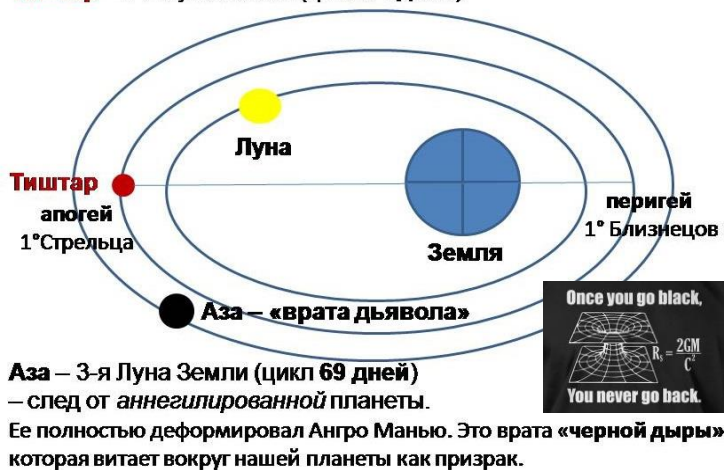 Луна
Тиштар
апогей
1°Стрельца
перигей
1° Близнецов
Земля
Аза – «врата дьявола»
Once you go black,
R_s = 2GM/C²
You never go back.
Аза – 3-я Луна Земли (цикл 69 дней)
– след от аннегилированной планеты.
Ее полностью деформировал Ангро Манью. Это врата «черной дыры»
которая витает вокруг нашей планеты как призрак.